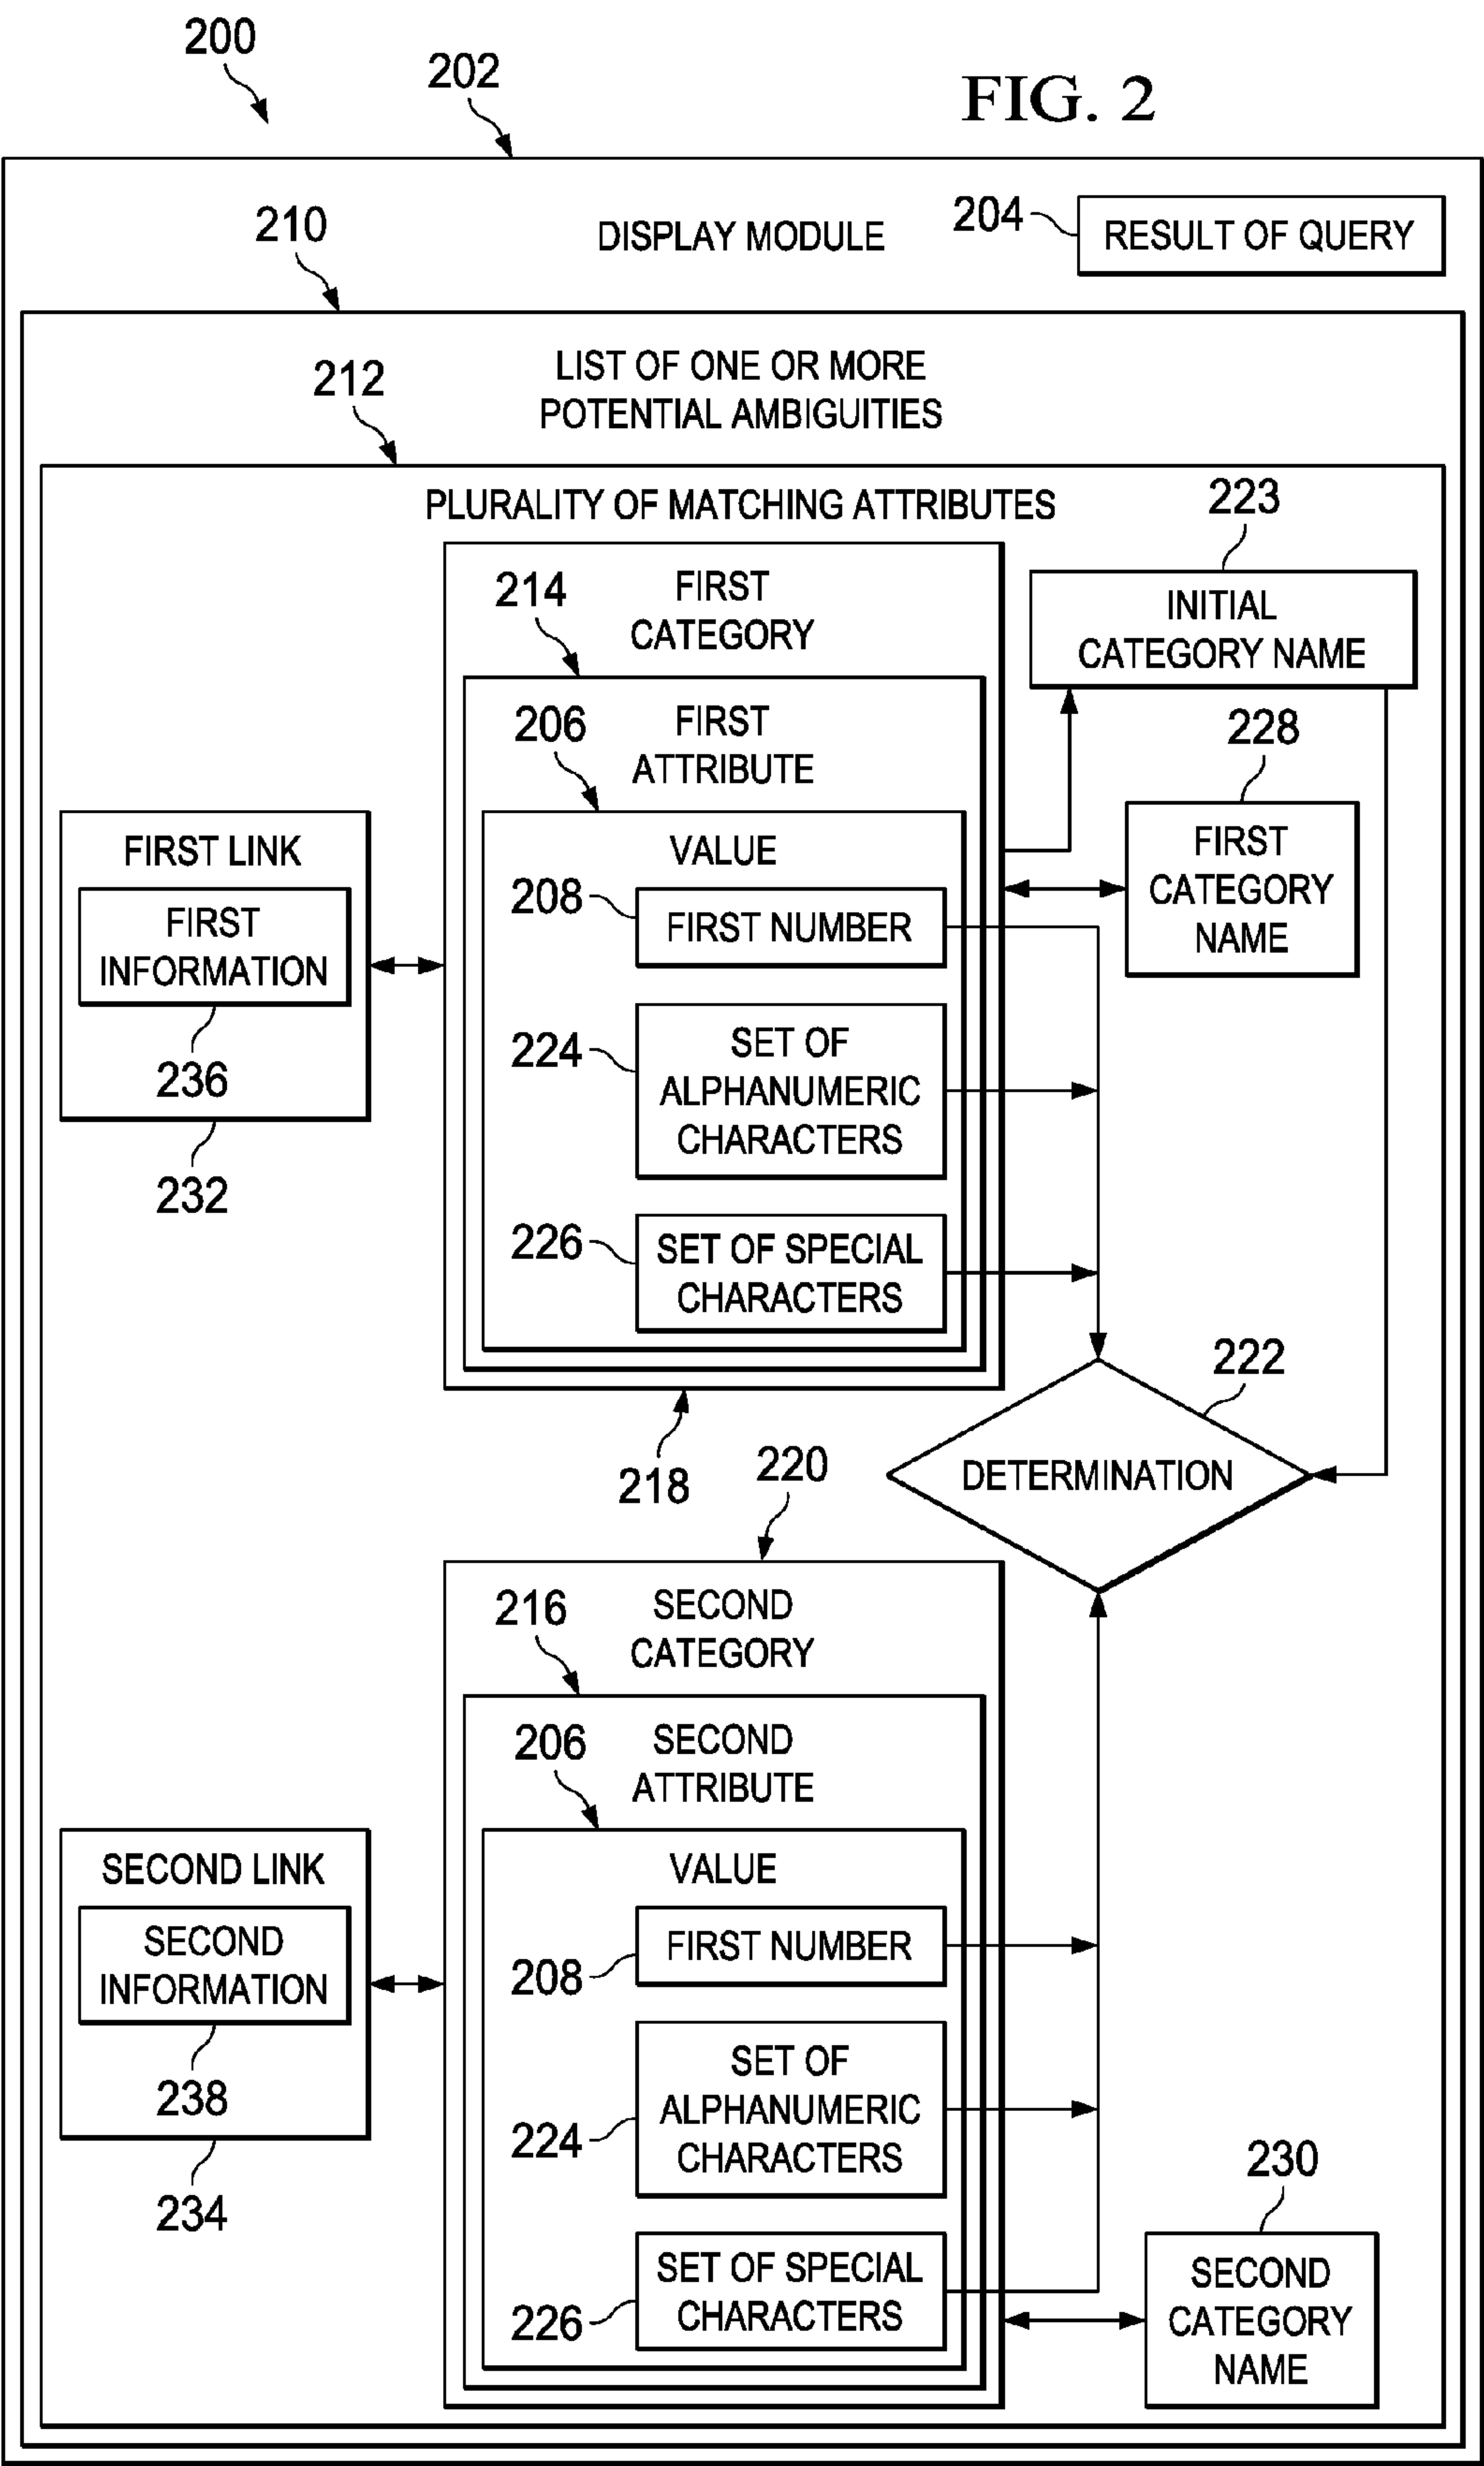 200
202
FIG. 2
210
DISPLAY MODULE
204
RESULT OF QUERY
212
LIST OF ONE OR MORE
POTENTIAL AMBIGUITIES
PLURALITY OF MATCHING ATTRIBUTES
223
214
FIRST
CATEGORY
INITIAL
CATEGORY NAME
206
FIRST
ATTRIBUTE
228
FIRST LINK
FIRST
INFORMATION
236
232
VALUE
208
FIRST NUMBER
FIRST
CATEGORY
NAME
224
SET OF
ALPHANUMERIC
CHARACTERS
226
SET OF SPECIAL
CHARACTERS
222
218
220
DETERMINATION
216
SECOND
CATEGORY
206
SECOND
ATTRIBUTE
SECOND LINK
SECOND
INFORMATION
238
234
VALUE
208
FIRST NUMBER
224
SET OF
ALPHANUMERIC
CHARACTERS
230
226
SET OF SPECIAL
CHARACTERS
SECOND
CATEGORY
NAME